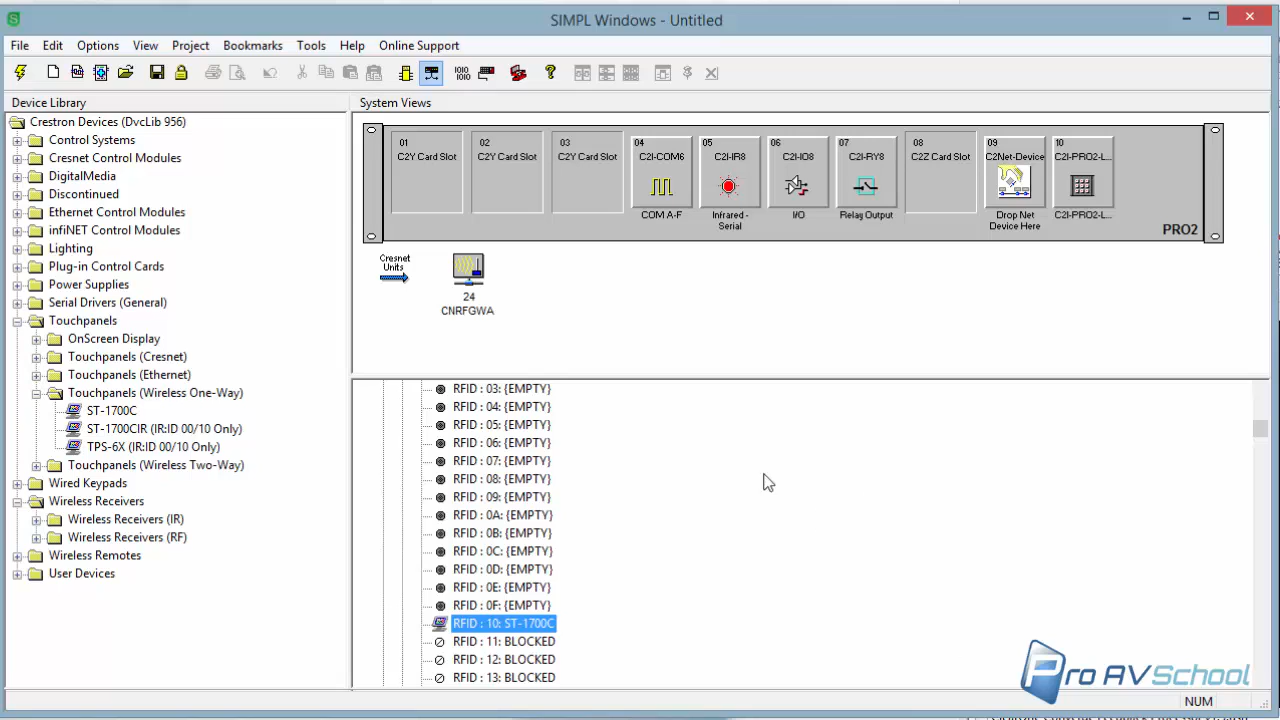 SIMPL Windows - Untitled
File Edit Options View Project Bookmarks Tools Help Online Support
Device Library
System Views
Crestron Devices (DvcLib 956)
Control Systems
Cresnet Control Modules
DigitalMedia
Discontinued
Ethernet Control Modules
infiNET Control Modules
Lighting
Plug-in Control Cards
Power Supplies
Serial Drivers (General)
Touchpanels
OnScreen Display
Touchpanels (Cresnet)
Touchpanels (Ethernet)
Touchpanels (Wireless One-Way)
ST-1700C
ST-1700CIR (IR:ID 00/10 Only)
TPS-6X (IR:ID 00/10 Only)
Touchpanels (Wireless Two-Way)
Wired Keypads
Wireless Receivers
Wireless Receivers (IR)
Wireless Receivers (RF)
Wireless Remotes
User Devices
01
C2Y Card Slot
02
C2Y Card Slot
03
C2Y Card Slot
04
C2I-COM6
COM A-F
05
C2I-IR8
Infrared -
Serial
06
C2I-IO8
I/O
07
C2I-RY8
Relay Output
08
C2Z Card Slot
09
C2Net-Device
Drop Net
Device Here
10
C2I-PRO2-L...
C2I-PRO2-L...
PRO2
Cresnet
Units
24
CNRFGWA
RFID : 03: {EMPTY}
RFID : 04: {EMPTY}
RFID : 05: {EMPTY}
RFID : 06: {EMPTY}
RFID : 07: {EMPTY}
RFID : 08: {EMPTY}
RFID : 09: {EMPTY}
RFID : 0A: {EMPTY}
RFID : 0B: {EMPTY}
RFID : 0C: {EMPTY}
RFID : 0D: {EMPTY}
RFID : 0E: {EMPTY}
RFID : 0F: {EMPTY}
RFID : 10: ST-1700C
RFID : 11: BLOCKED
RFID : 12: BLOCKED
RFID : 13: BLOCKED
Pro AVSchool
NUM